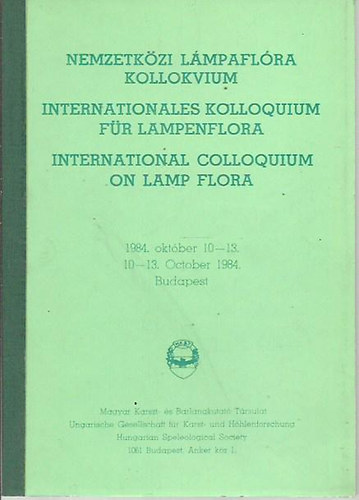 NEMZETKÖZI LÁMPAFLÓRA
KOLLOKVIUM
INTERNATIONALES KOLLOQUIUM
FÜR LAMPENFLORA
INTERNATIONAL COLLOQUIUM
ON LAMP FLORA
1984. október 10—13.
10—13. October 1984.
Budapest
Magyar Karszt- és Barlangkutató Társulat
Ungarische Gesellschaft für Karst- und Höhlenforschung
Hungarian Speleological Society
1061 Budapest, Anker köz 1.